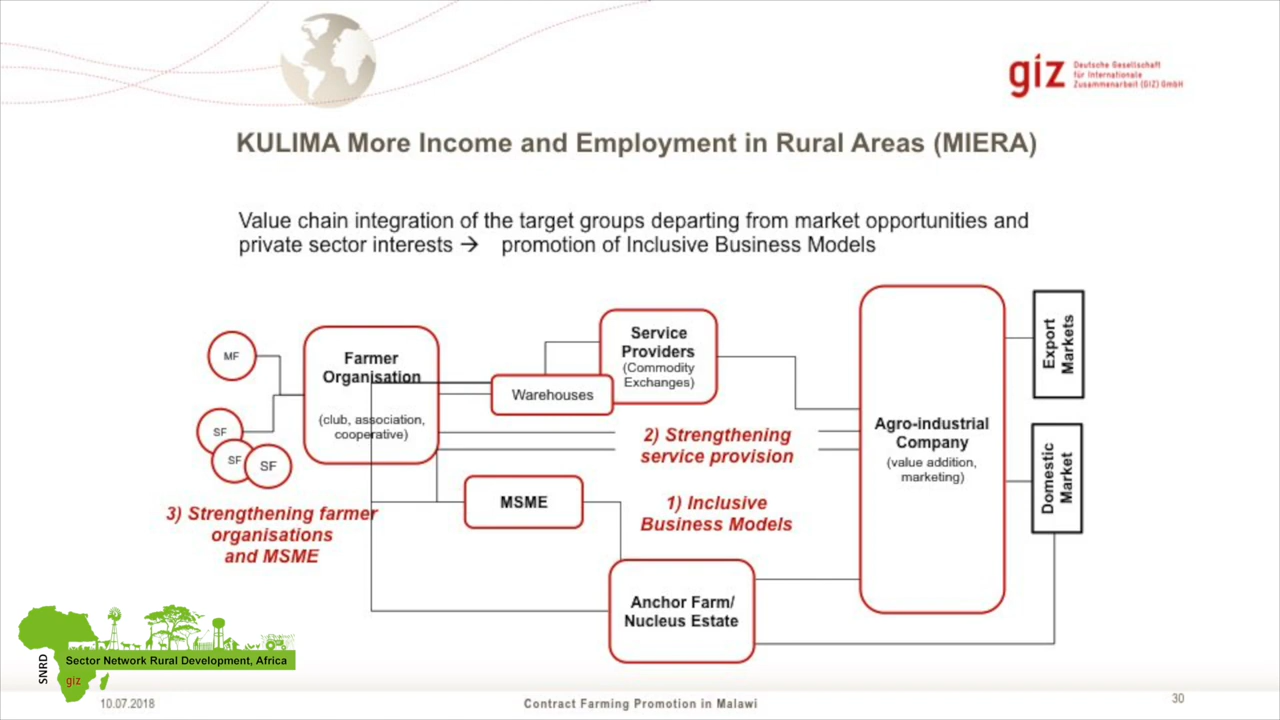 giz
Deutsche Gesellschaft
für Internationale
Zusammenarbeit (GIZ) GmbH
KULIMA More Income and Employment in Rural Areas (MIERA)
Value chain integration of the target groups departing from market opportunities and
private sector interests → promotion of Inclusive Business Models
MF
SF
SF
SF
Farmer
Organisation
(club, association,
cooperative)
Service
Providers
(Commodity
Exchanges)
Warehouses
2) Strengthening
service provision
MSME
1) Inclusive
Business Models
3) Strengthening farmer
organisations
and MSME
Anchor Farm/
Nucleus Estate
Agro-industrial
Company
(value addition,
marketing)
Export
Markets
Domestic
Market
SNRD
Sector Network Rural Development, Africa
giz
10.07.2018
Contract Farming Promotion in Malawi
30